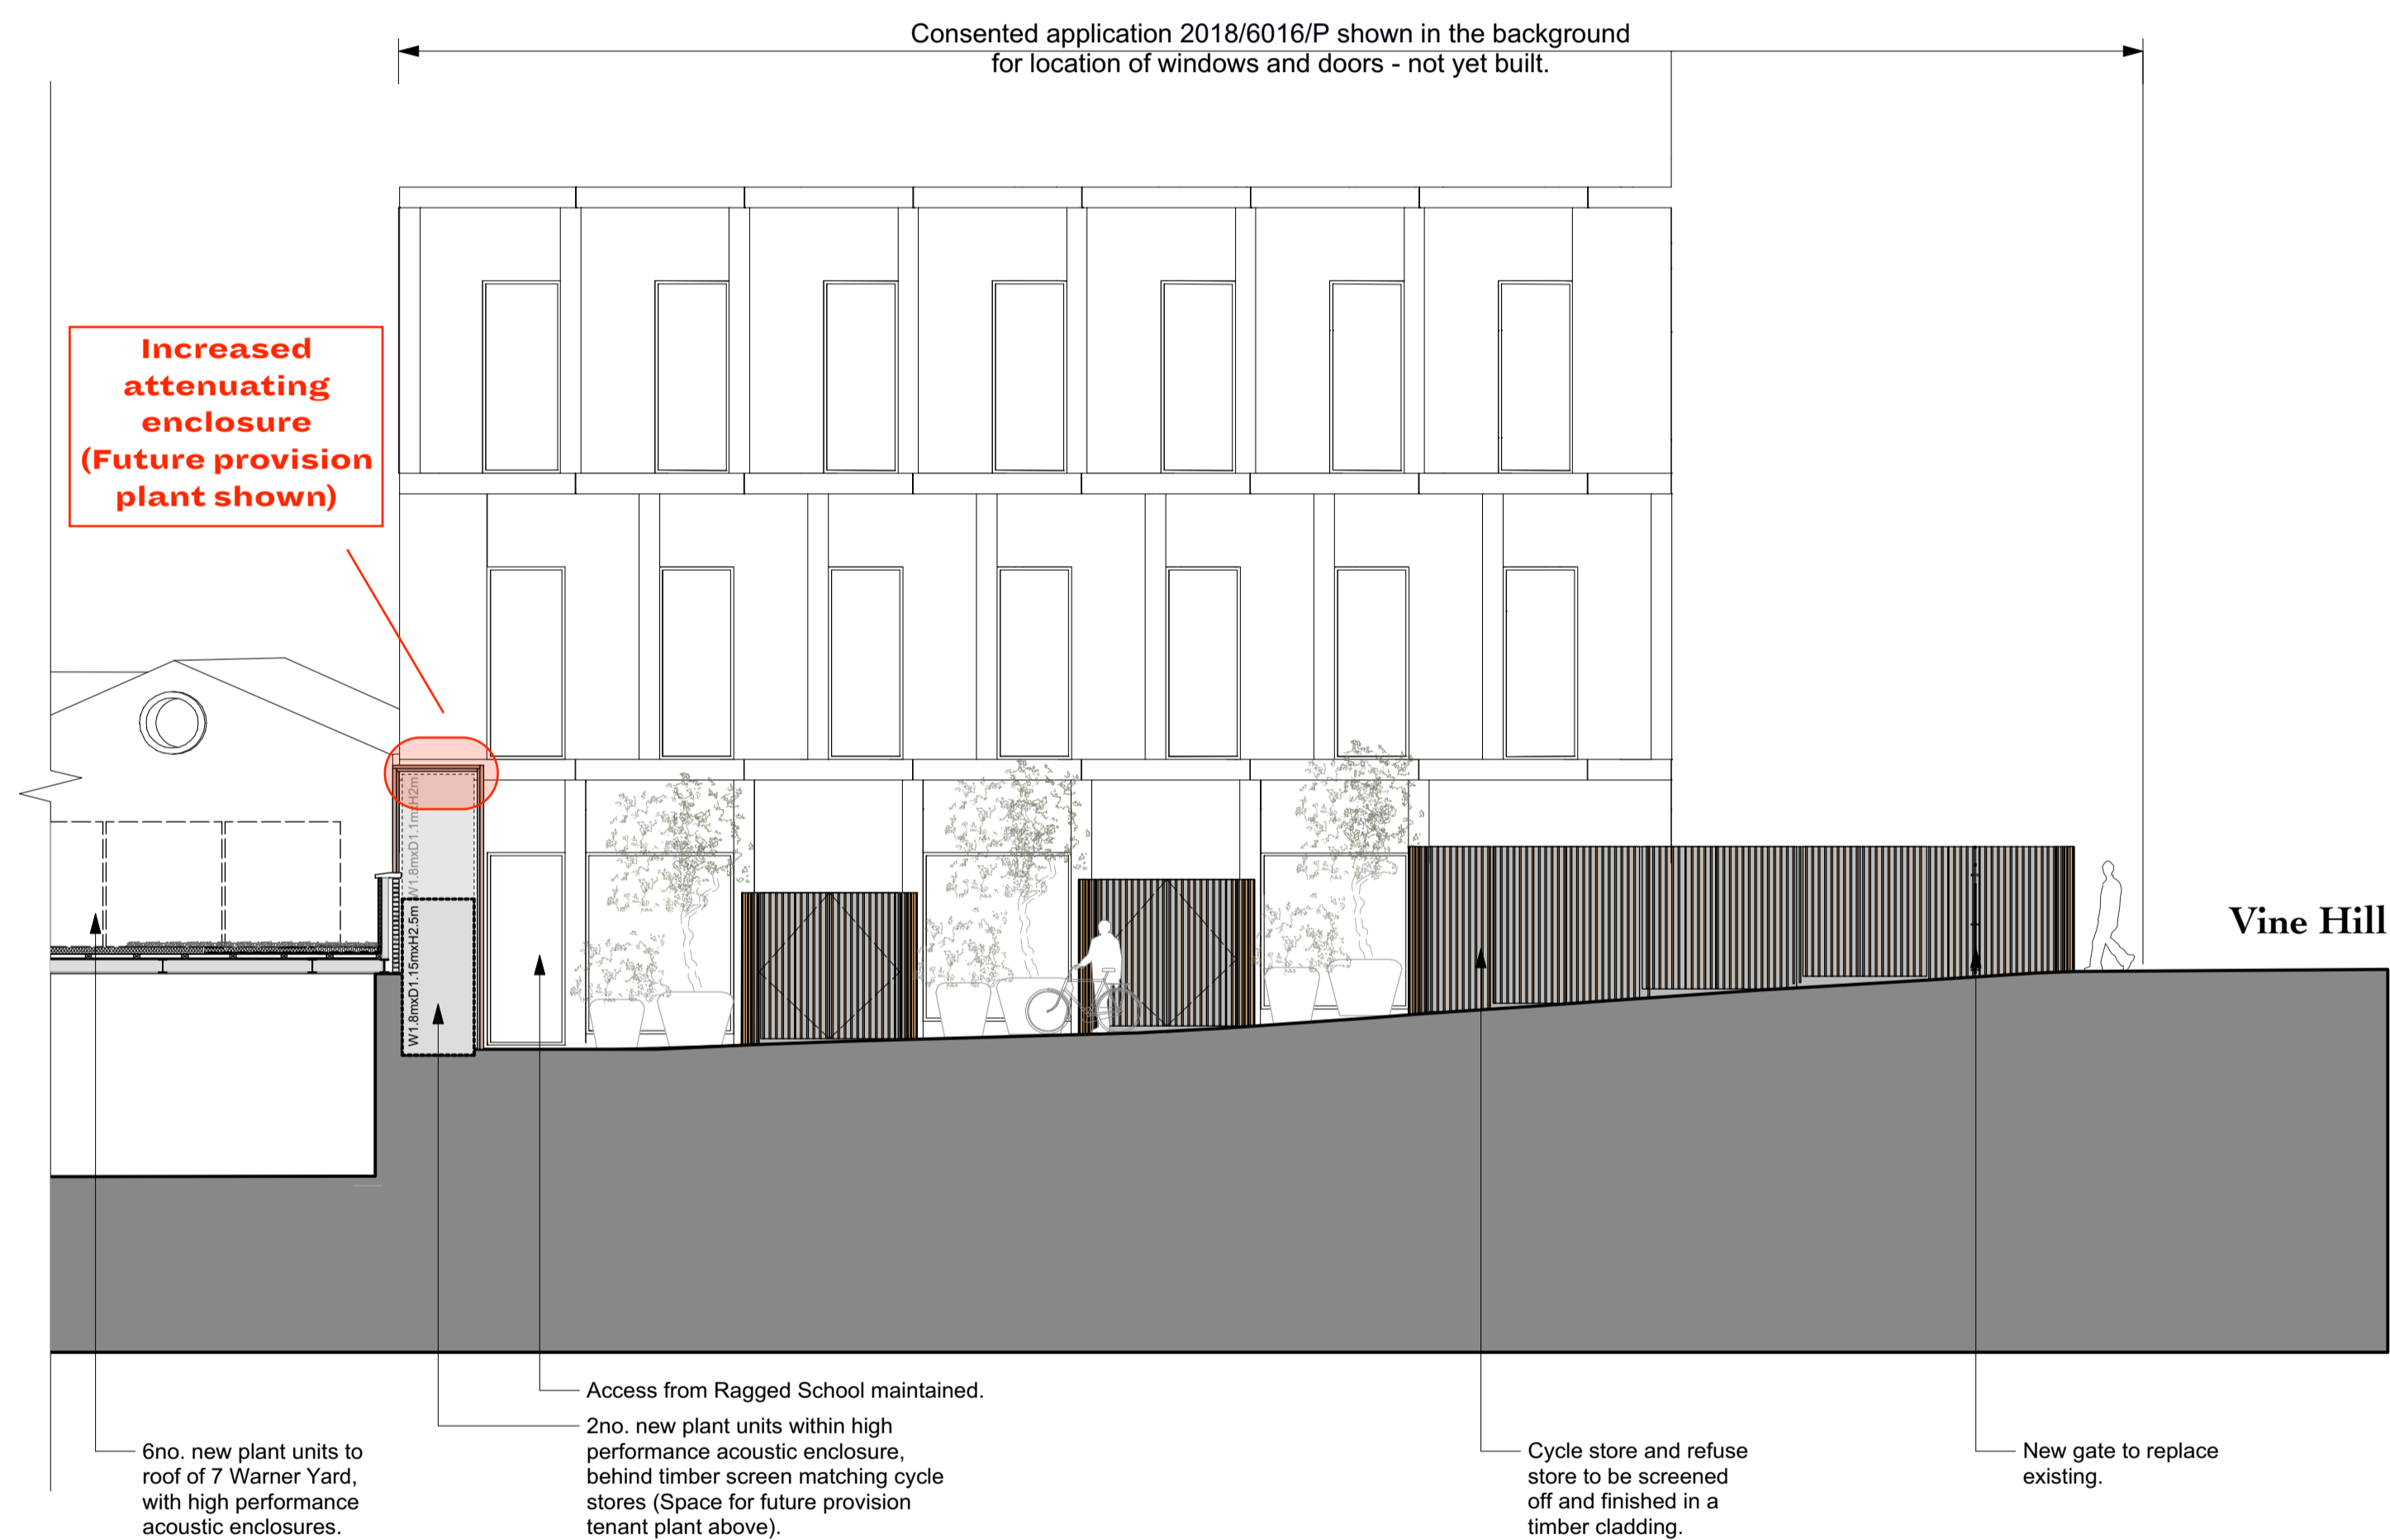 Consented application 2018/6016/P shown in the background
for location of windows and doors - not yet built.
Increased
attenuating
enclosure
(Future provision
plant shown)
W1.8mxD1.1mxH2m
W1.8mxD1.15mxH2.5m
Vine Hill
Access from Ragged School maintained.
2no. new plant units within high
performance acoustic enclosure,
behind timber screen matching cycle
stores (Space for future provision
tenant plant above).
6no. new plant units to
roof of 7 Warner Yard,
with high performance
acoustic enclosures.
Cycle store and refuse
store to be screened
off and finished in a
timber cladding.
New gate to replace
existing.